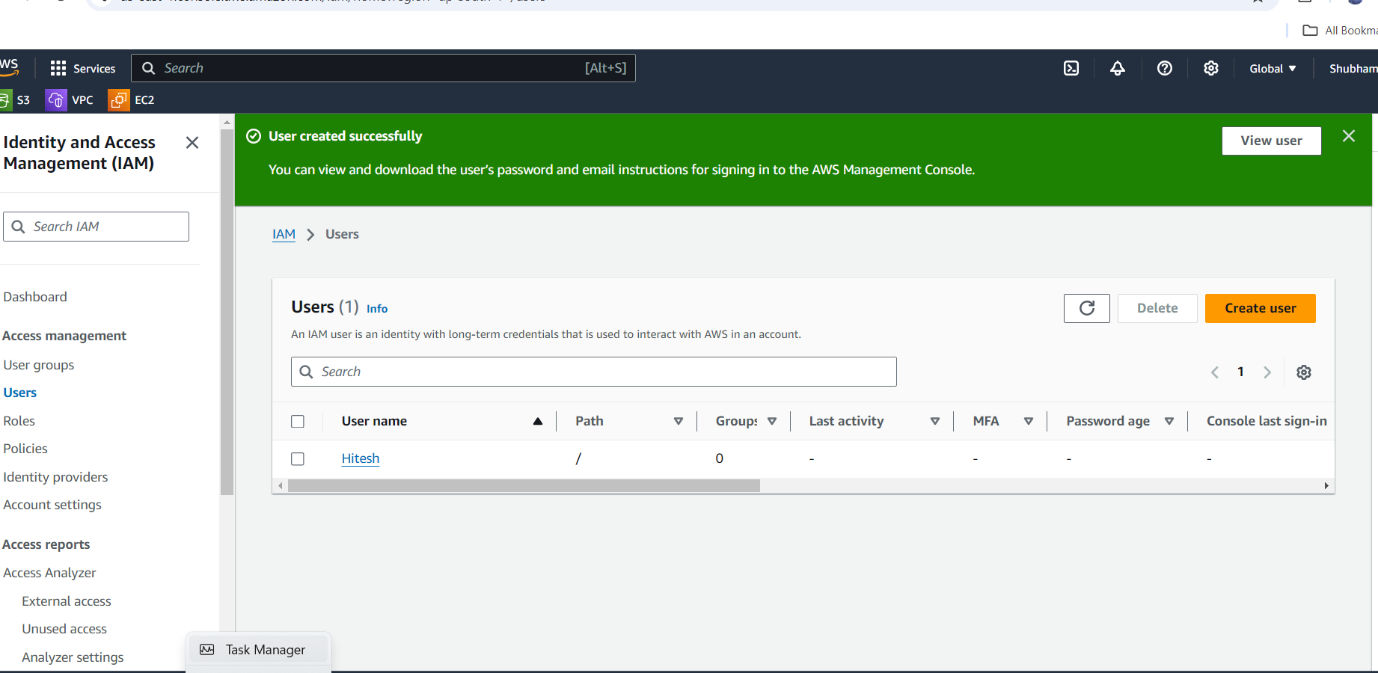 All Bookma
ws
Services
Search
[Alt+S]
Global
Shubham
S3
VPC
EC2
Identity and Access
Management (IAM)
Search IAM
Dashboard
Access management
User groups
Users
Roles
Policies
Identity providers
Account settings
Access reports
Access Analyzer
External access
Unused access
Analyzer settings
User created successfully
View user
You can view and download the user's password and email instructions for signing in to the AWS Management Console.
IAM
Users
Users (1) Info
Delete
Create user
An IAM user is an identity with long-term credentials that is used to interact with AWS in an account.
Search
1
User name Path Group: Last activity MFA Password age Console last sign-in
Hitesh / 0 - - - -
Task Manager